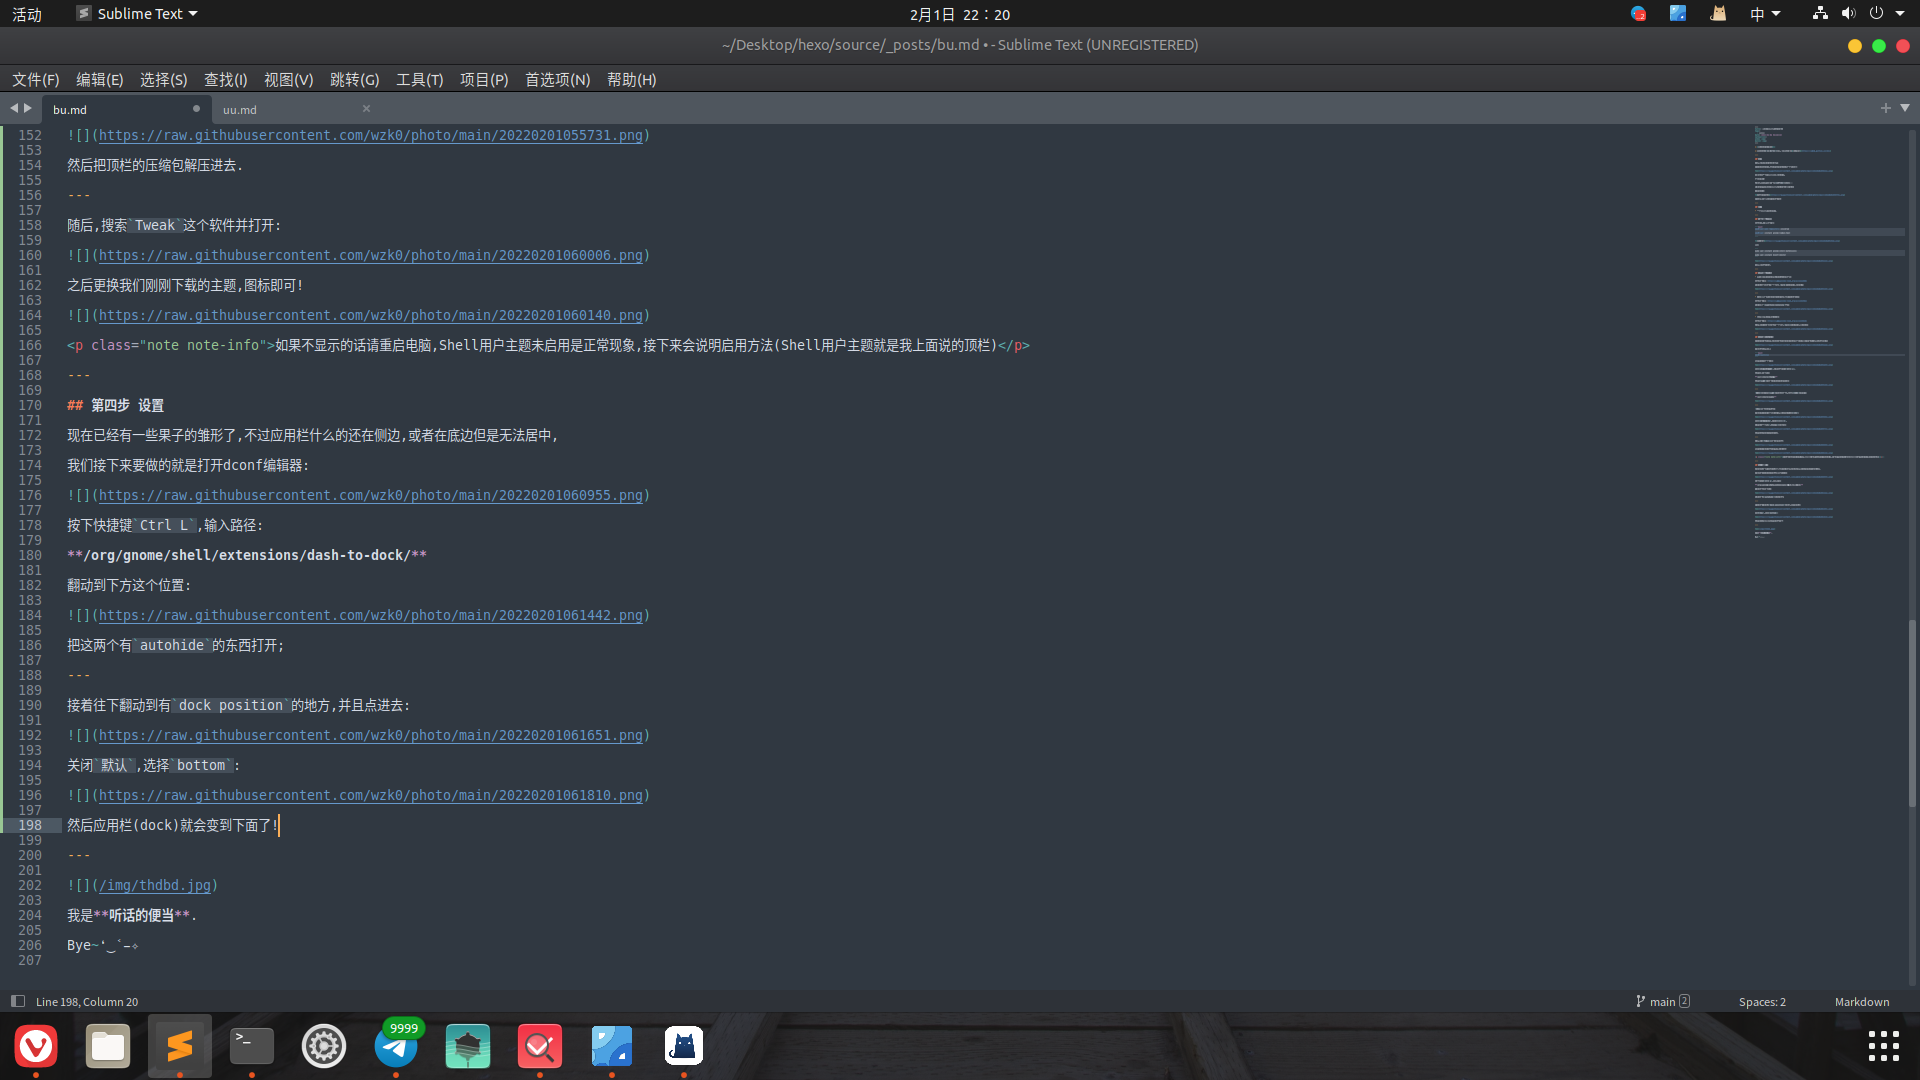 活动 Sublime Text 2月1日 22：20 中
~/Desktop/hexo/source/_posts/bu.md • - Sublime Text (UNREGISTERED)
文件(F) 编辑(E) 选择(S) 查找(I) 视图(V) 跳转(G) 工具(T) 项目(P) 首选项(N) 帮助(H)
bu.md uu.md
152 ![](https://raw.githubusercontent.com/wzk0/photo/main/20220201055731.png)
153
154 然后把顶栏的压缩包解压进去.
155
156 ---
157
158 随后,搜索`Tweak`这个软件并打开:
159
160 ![](https://raw.githubusercontent.com/wzk0/photo/main/20220201060006.png)
161
162 之后更换我们刚刚下载的主题,图标即可!
163
164 ![](https://raw.githubusercontent.com/wzk0/photo/main/20220201060140.png)
165
166 <p class="note note-info">如果不显示的话请重启电脑,Shell用户主题未启用是正常现象,接下来会说明启用方法(Shell用户主题就是我上面说的顶栏)</p>
167
168 ---
169
170 ## 第四步 设置
171
172 现在已经有一些果子的雏形了,不过应用栏什么的还在侧边,或者在底边但是无法居中,
173
174 我们接下来要做的就是打开dconf编辑器:
175
176 ![](https://raw.githubusercontent.com/wzk0/photo/main/20220201060955.png)
177
178 按下快捷键`Ctrl L`,输入路径:
179
180 **/org/gnome/shell/extensions/dash-to-dock/**
181
182 翻动到下方这个位置:
183
184 ![](https://raw.githubusercontent.com/wzk0/photo/main/20220201061442.png)
185
186 把这两个有`autohide`的东西打开;
187
188 ---
189
190 接着往下翻动到有`dock position`的地方,并且点进去:
191
192 ![](https://raw.githubusercontent.com/wzk0/photo/main/20220201061651.png)
193
194 关闭`默认`,选择`bottom`:
195
196 ![](https://raw.githubusercontent.com/wzk0/photo/main/20220201061810.png)
197
198 然后应用栏(dock)就会变到下面了!
199
200 ---
201
202 ![](/img/thdbd.jpg)
203
204 我是**听话的便当**.
205
206 Bye~
207
Line 198, Column 20 main 2 Spaces: 2 Markdown
9999